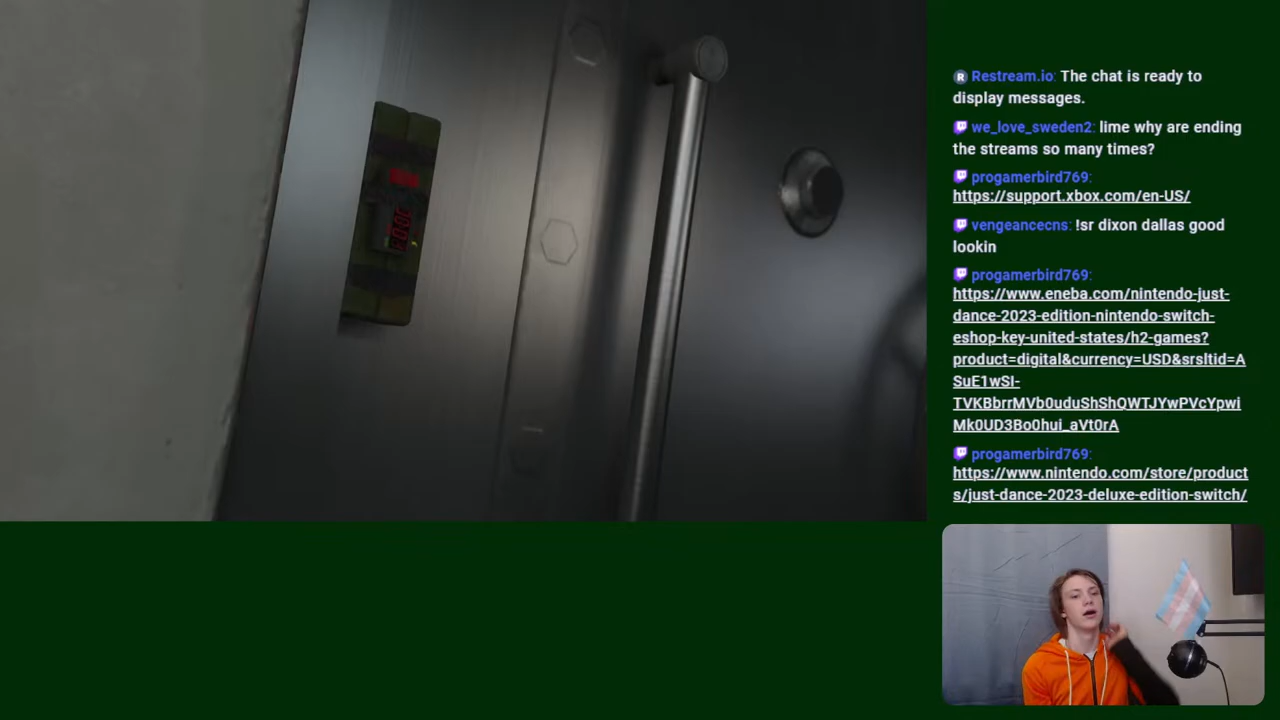 Restream.io: The chat is ready to
display messages.
we_love_sweden2: lime why are ending
the streams so many times?
progamerbird769:
https://support.xbox.com/en-US/
vengeancecns: !sr dixon dallas good
lookin
progamerbird769:
https://www.eneba.com/nintendo-just-
dance-2023-edition-nintendo-switch-
eshop-key-united-states/h2-games?
product=digital&currency=USD&srsltid=A
SuE1wSI-
TVKBbrrMVb0uduShShQWTJYwPVcYpwi
Mk0UD3Bo0hui_aVt0rA
progamerbird769:
https://www.nintendo.com/store/product
s/just-dance-2023-deluxe-edition-switch/